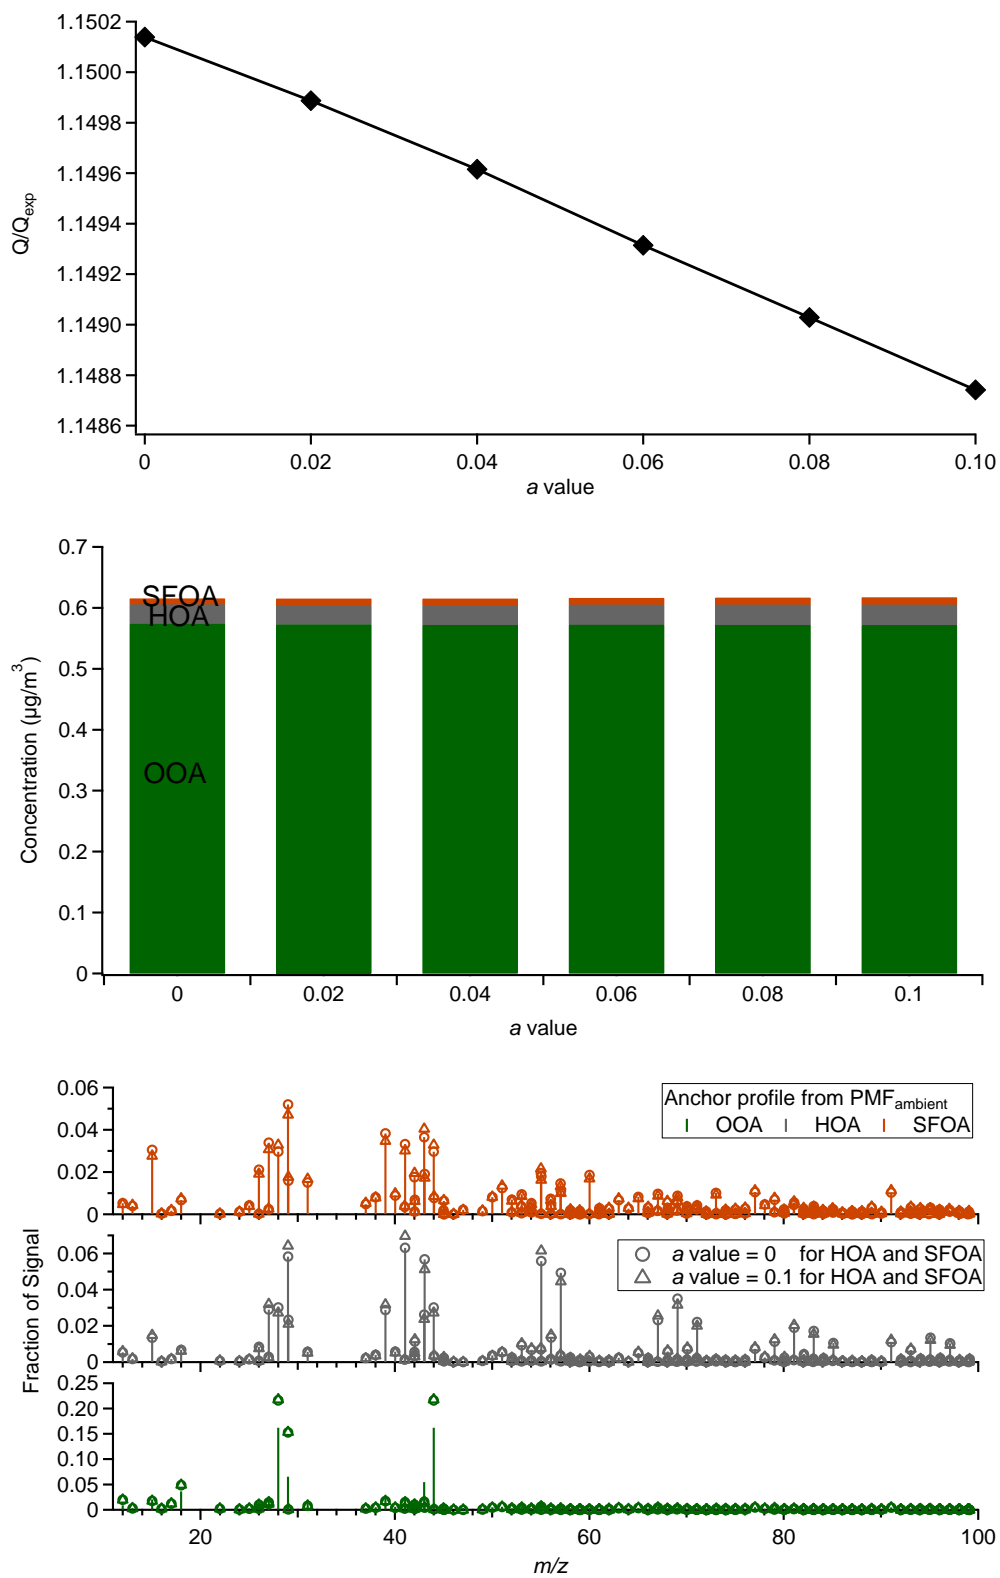 1.1502
1.1500
1.1498
1.1496
1.1494
1.1492
1.1490
1.1488
1.1486
Q/Qexp
0 0.02 0.04 0.06 0.08 0.10
a value
0.7
0.6
0.5
0.4
0.3
0.2
0.1
0
Concentration (µg/m³)
SFOA
HOA
OOA
0 0.02 0.04 0.06 0.08 0.1
a value
0.06
0.04
0.02
0
Anchor profile from PMFambient
OOA HOA SFOA
0.06
0.04
0.02
0
a value = 0 for HOA and SFOA
a value = 0.1 for HOA and SFOA
Fraction of Signal
0.25
0.20
0.15
0.10
0.05
0
20 40 60 80 100
m/z